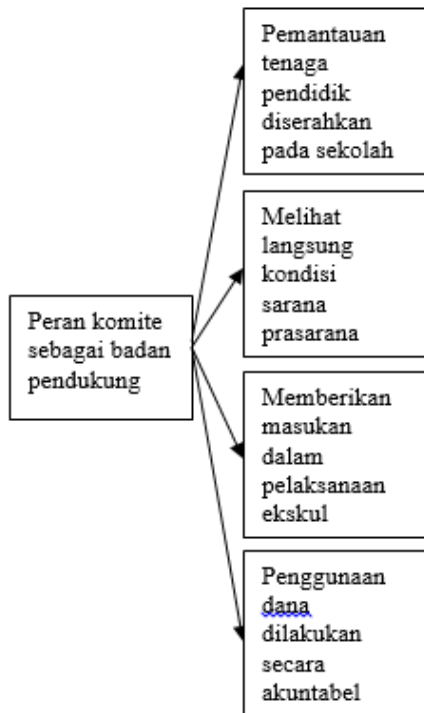 Pemantauan
tenaga
pendidik
diserahkan
pada sekolah
Melihat
langsung
kondisi
sarana
prasarana
Peran komite
sebagai badan
pendukung
Memberikan
masukan
dalam
pelaksanaan
ekskul
Penggunaan
dana
dilakukan
secara
akuntabel